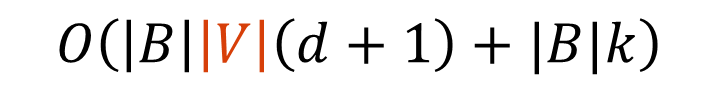 O(|B||V|(d + 1) + |B|k)